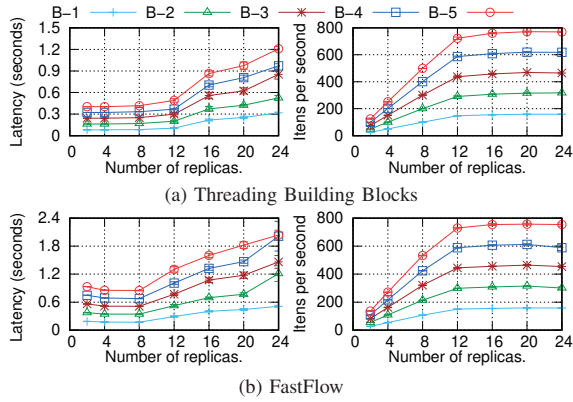 B-1 B-2 B-3 B-4 B-5
1.5
1.2
0.9
0.6
0.3
0
Latency (seconds)
0 4 8 12 16 20 24
Number of replicas.
800
600
400
200
0
Itens per second
0 4 8 12 16 20 24
Number of replicas.
(a) Threading Building Blocks
2.4
1.8
1.2
0.6
0
Latency (seconds)
0 4 8 12 16 20 24
Number of replicas.
800
600
400
200
0
Itens per second
0 4 8 12 16 20 24
Number of replicas.
(b) FastFlow